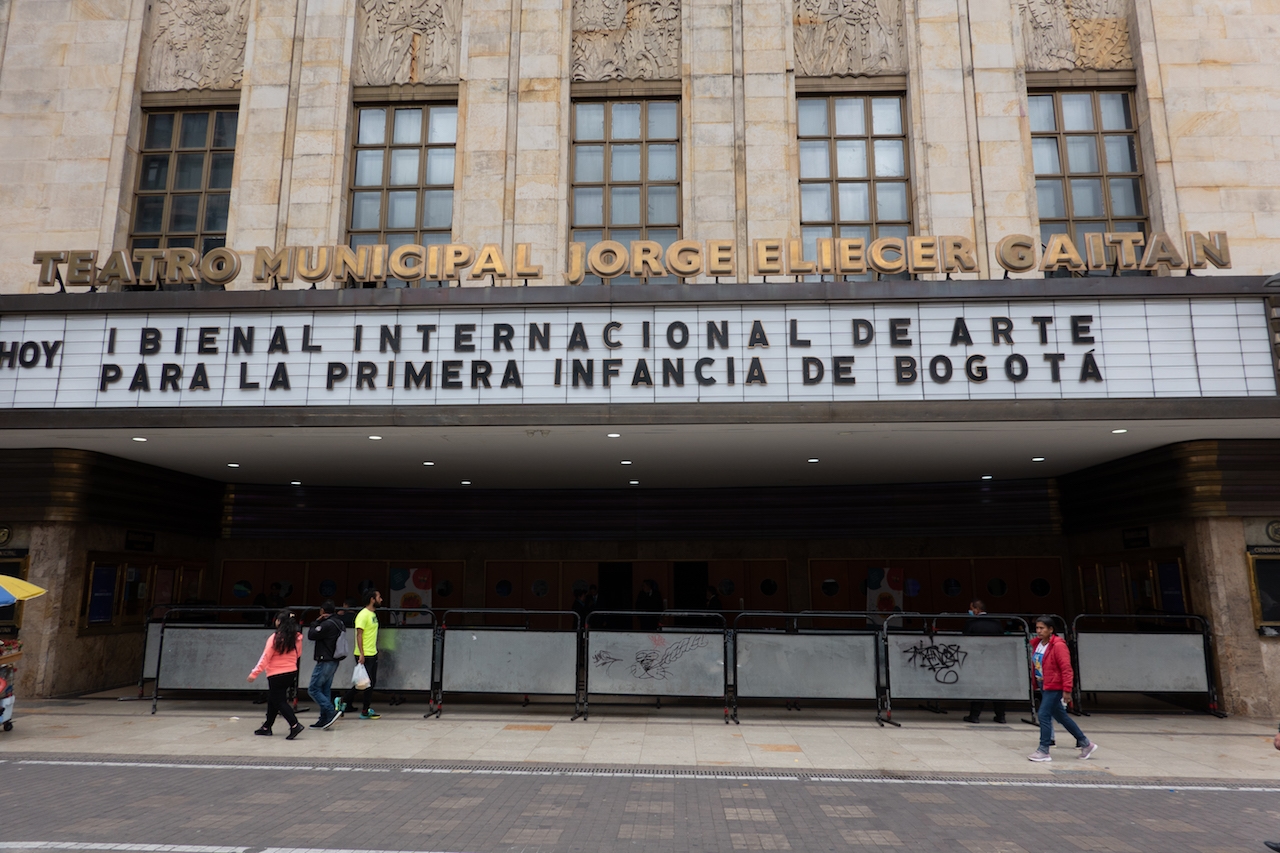 TEATRO MUNICIPAL JORGE ELIECER GAITAN
HOY
I BIENAL INTERNACIONAL DE ARTE
PARA LA PRIMERA INFANCIA DE BOGOTÁ